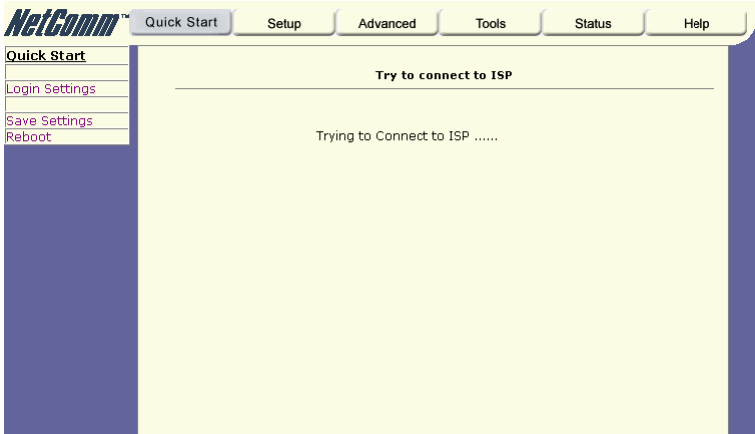 NetComm™
Quick Start Setup Advanced Tools Status Help
Quick Start
Login Settings
Save Settings
Reboot
Try to connect to ISP
Trying to Connect to ISP ......